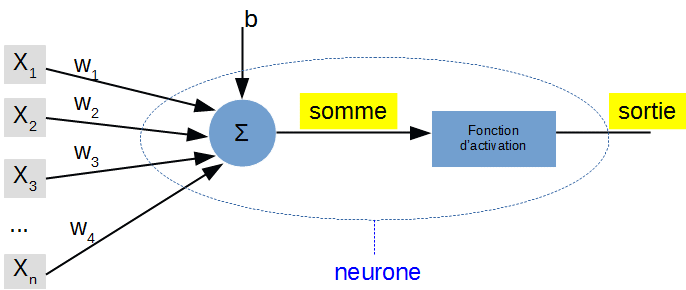 b
X1
w1
X2
w2
Σ
somme
Fonction
d'activation
sortie
w3
X3
...
w4
Xn
neurone